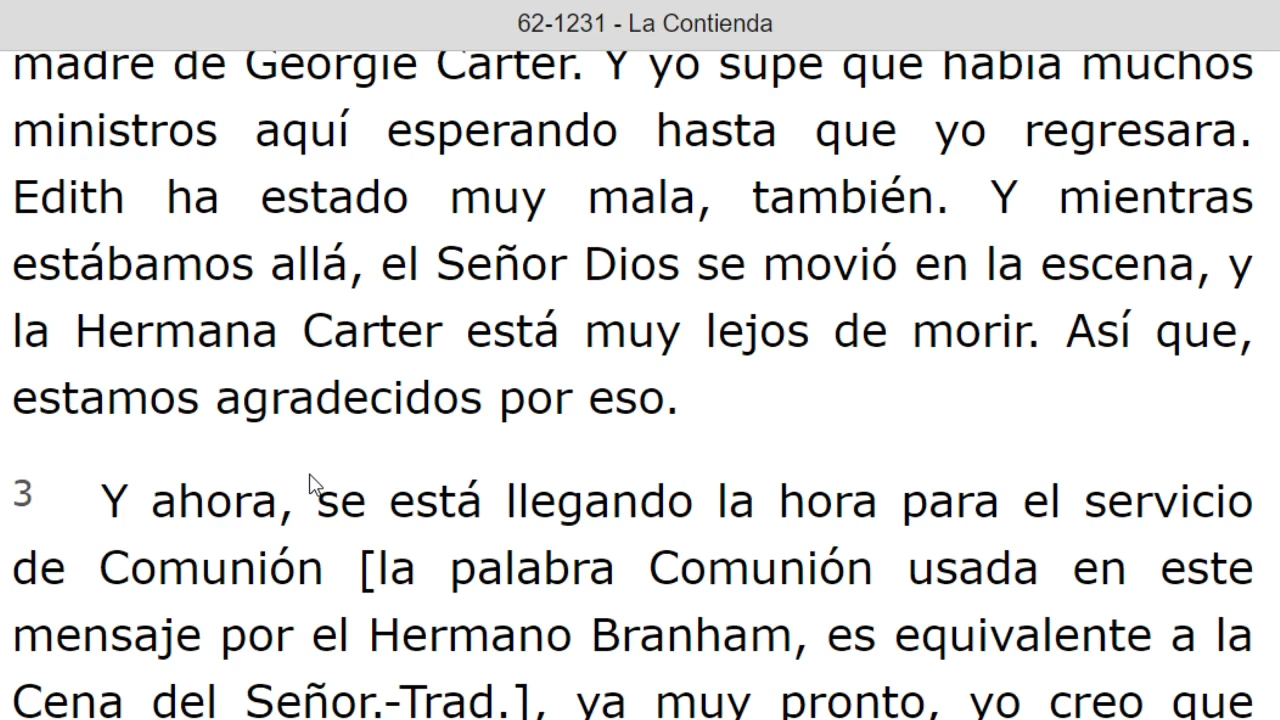 62-1231 - La Contienda
madre de Georgie Carter. Y yo supe que había muchos
ministros aquí esperando hasta que yo regresara.
Edith ha estado muy mala, también. Y mientras
estábamos allá, el Señor Dios se movió en la escena, y
la Hermana Carter está muy lejos de morir. Así que,
estamos agradecidos por eso.
3 Y ahora, se está llegando la hora para el servicio
de Comunión [la palabra Comunión usada en este
mensaje por el Hermano Branham, es equivalente a la
Cena del Señor.-Trad.], ya muy pronto, yo creo que